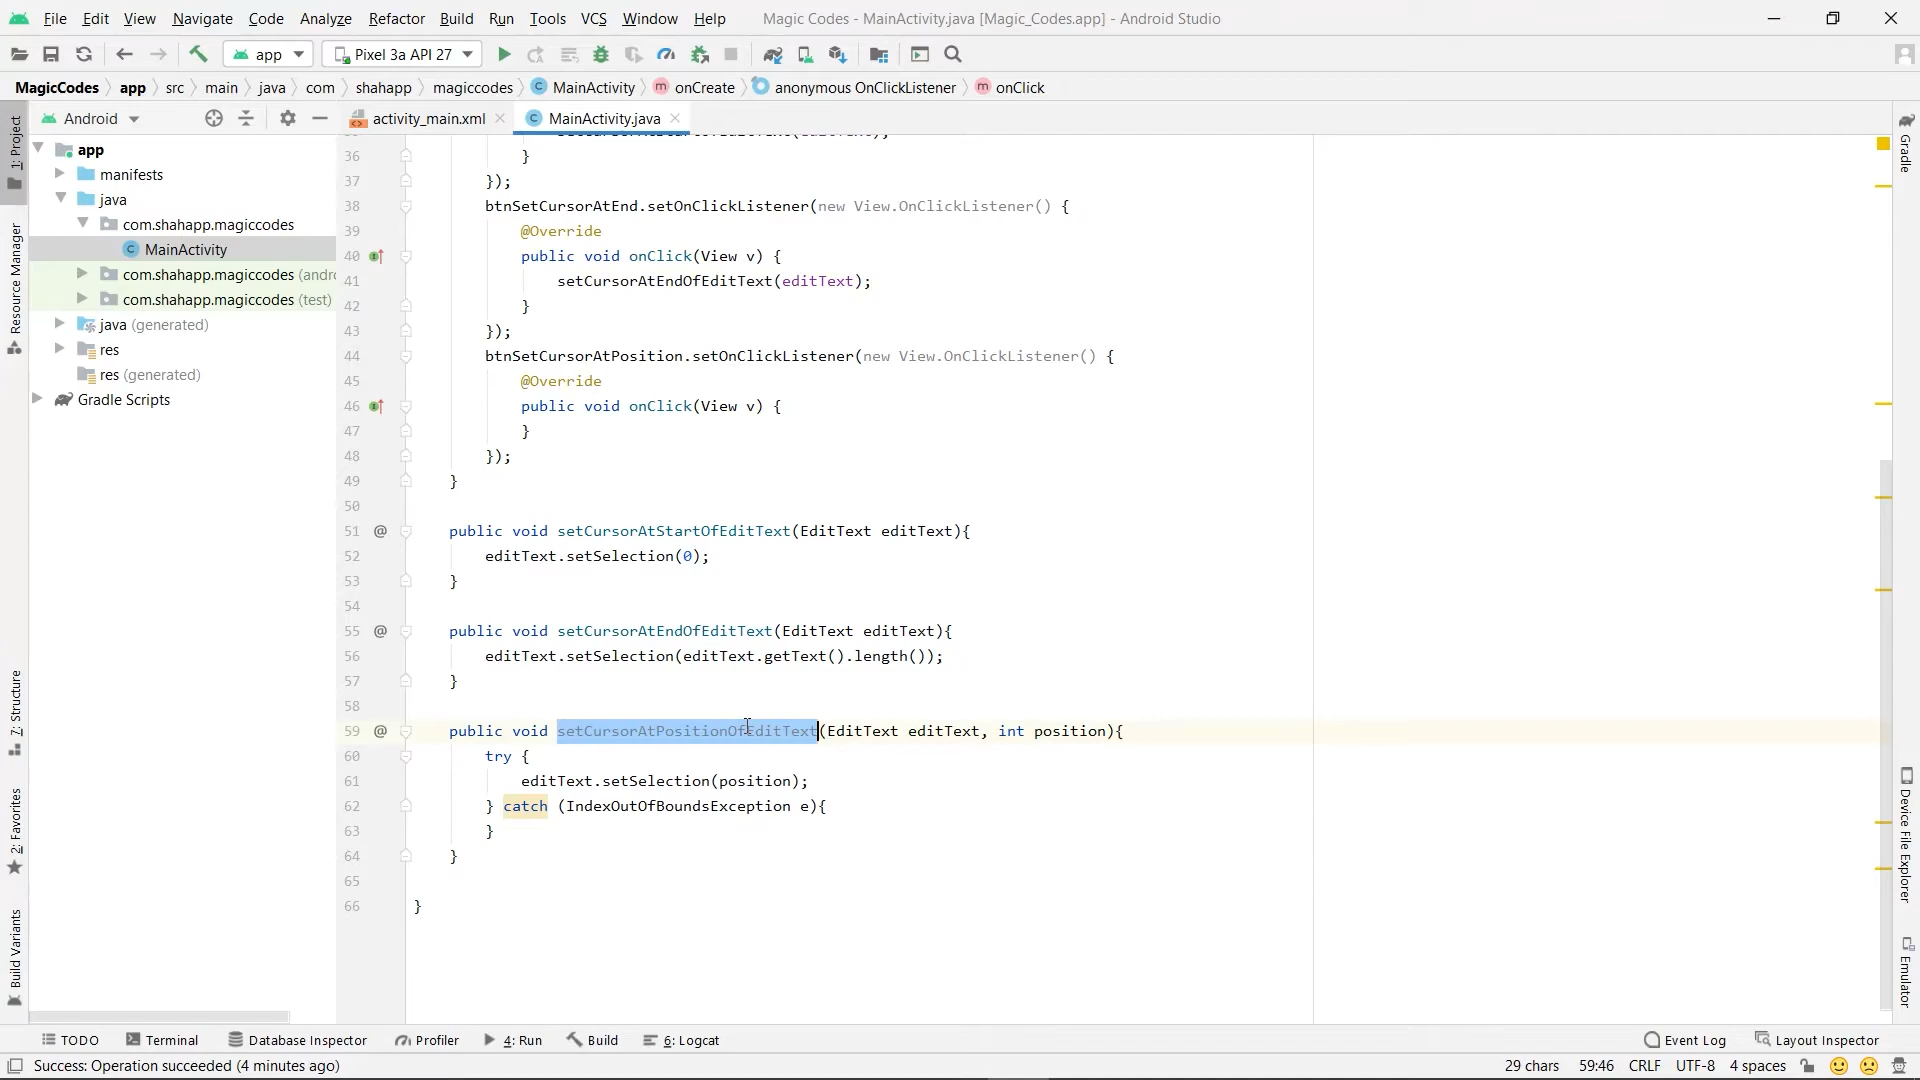 File Edit View Navigate Code Analyze Refactor Build Run Tools VCS Window Help Magic Codes - MainActivity.java [Magic_Codes.app] - Android Studio
app Pixel 3a API 27
MagicCodes app src main java com shahapp magiccodes MainActivity onCreate anonymous OnClickListener onClick
Android activity_main.xml MainActivity.java
1: Project
Resource Manager
7: Structure
2: Favorites
Build Variants
app
manifests
java
com.shahapp.magiccodes
MainActivity
com.shahapp.magiccodes (andro
com.shahapp.magiccodes (test)
java (generated)
res
res (generated)
Gradle Scripts
36 }
37 });
38 btnSetCursorAtEnd.setOnClickListener(new View.OnClickListener() {
39 @Override
40 public void onClick(View v) {
41 setCursorAtEndOfEditText(editText);
42 }
43 });
44 btnSetCursorAtPosition.setOnClickListener(new View.OnClickListener() {
45 @Override
46 public void onClick(View v) {
47 }
48 });
49 }
50
51 @ public void setCursorAtStartOfEditText(EditText editText){
52 editText.setSelection(0);
53 }
54
55 @ public void setCursorAtEndOfEditText(EditText editText){
56 editText.setSelection(editText.getText().length());
57 }
58
59 @ public void setCursorAtPositionOfEditText(EditText editText, int position){
60 try {
61 editText.setSelection(position);
62 } catch (IndexOutOfBoundsException e){
63 }
64 }
65
66 }
Gradle
Device File Explorer
Emulator
TODO Terminal Database Inspector Profiler 4: Run Build 6: Logcat Event Log Layout Inspector
Success: Operation succeeded (4 minutes ago) 29 chars 59:46 CRLF UTF-8 4 spaces